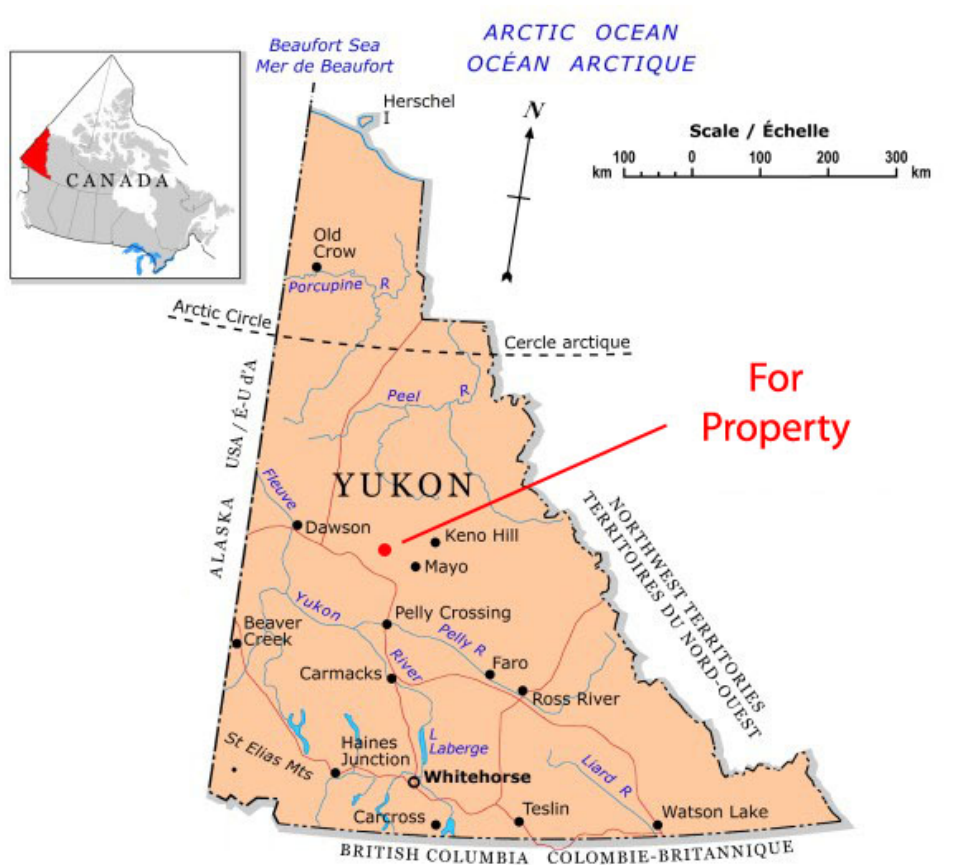 Beaufort Sea
Mer de Beaufort
ARCTIC OCEAN
OCÉAN ARCTIQUE
CANADA
Herschel
I
N
Scale / Échelle
100 0 100 200 300
km km
Old
Crow
Porcupine R
Arctic Circle
Cercle arctique
Peel R
ALASKA USA / É-U d'A
For
Property
YUKON
Fleuve
Dawson
Keno Hill
Mayo
NORTHWEST TERRITORIES
TERRITOIRES DU NORD-OUEST
Yukon River
Pelly Crossing
Pelly R
Beaver
Creek
Carmacks
Faro
Ross River
L
Laberge
St Elias Mts
Haines
Junction
Whitehorse
Liard R
Carcross
Teslin
Watson Lake
BRITISH COLUMBIA COLOMBIE-BRITANNIQUE